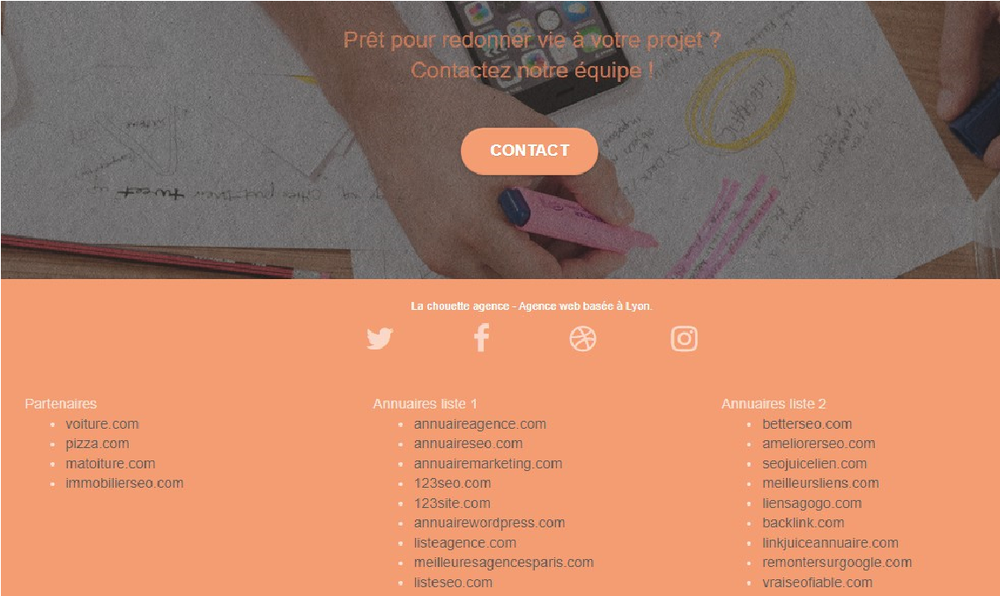 Prêt pour redonner vie à votre projet ?
Contactez notre équipe !
CONTACT
La chouette agence - Agence web basée à Lyon.
Partenaires
voiture.com
pizza.com
matoiture.com
immobilierseo.com
Annuaires liste 1
annuaireagence.com
annuaireseo.com
annuairemarketing.com
123seo.com
123site.com
annuairewordpress.com
listeagence.com
meilleuresagencesparis.com
listeseo.com
Annuaires liste 2
betterseo.com
ameliorerseo.com
seojuicelien.com
meilleursliens.com
liensagogo.com
backlink.com
linkjuiceannuaire.com
remontersurgoogle.com
vraiseofiable.com